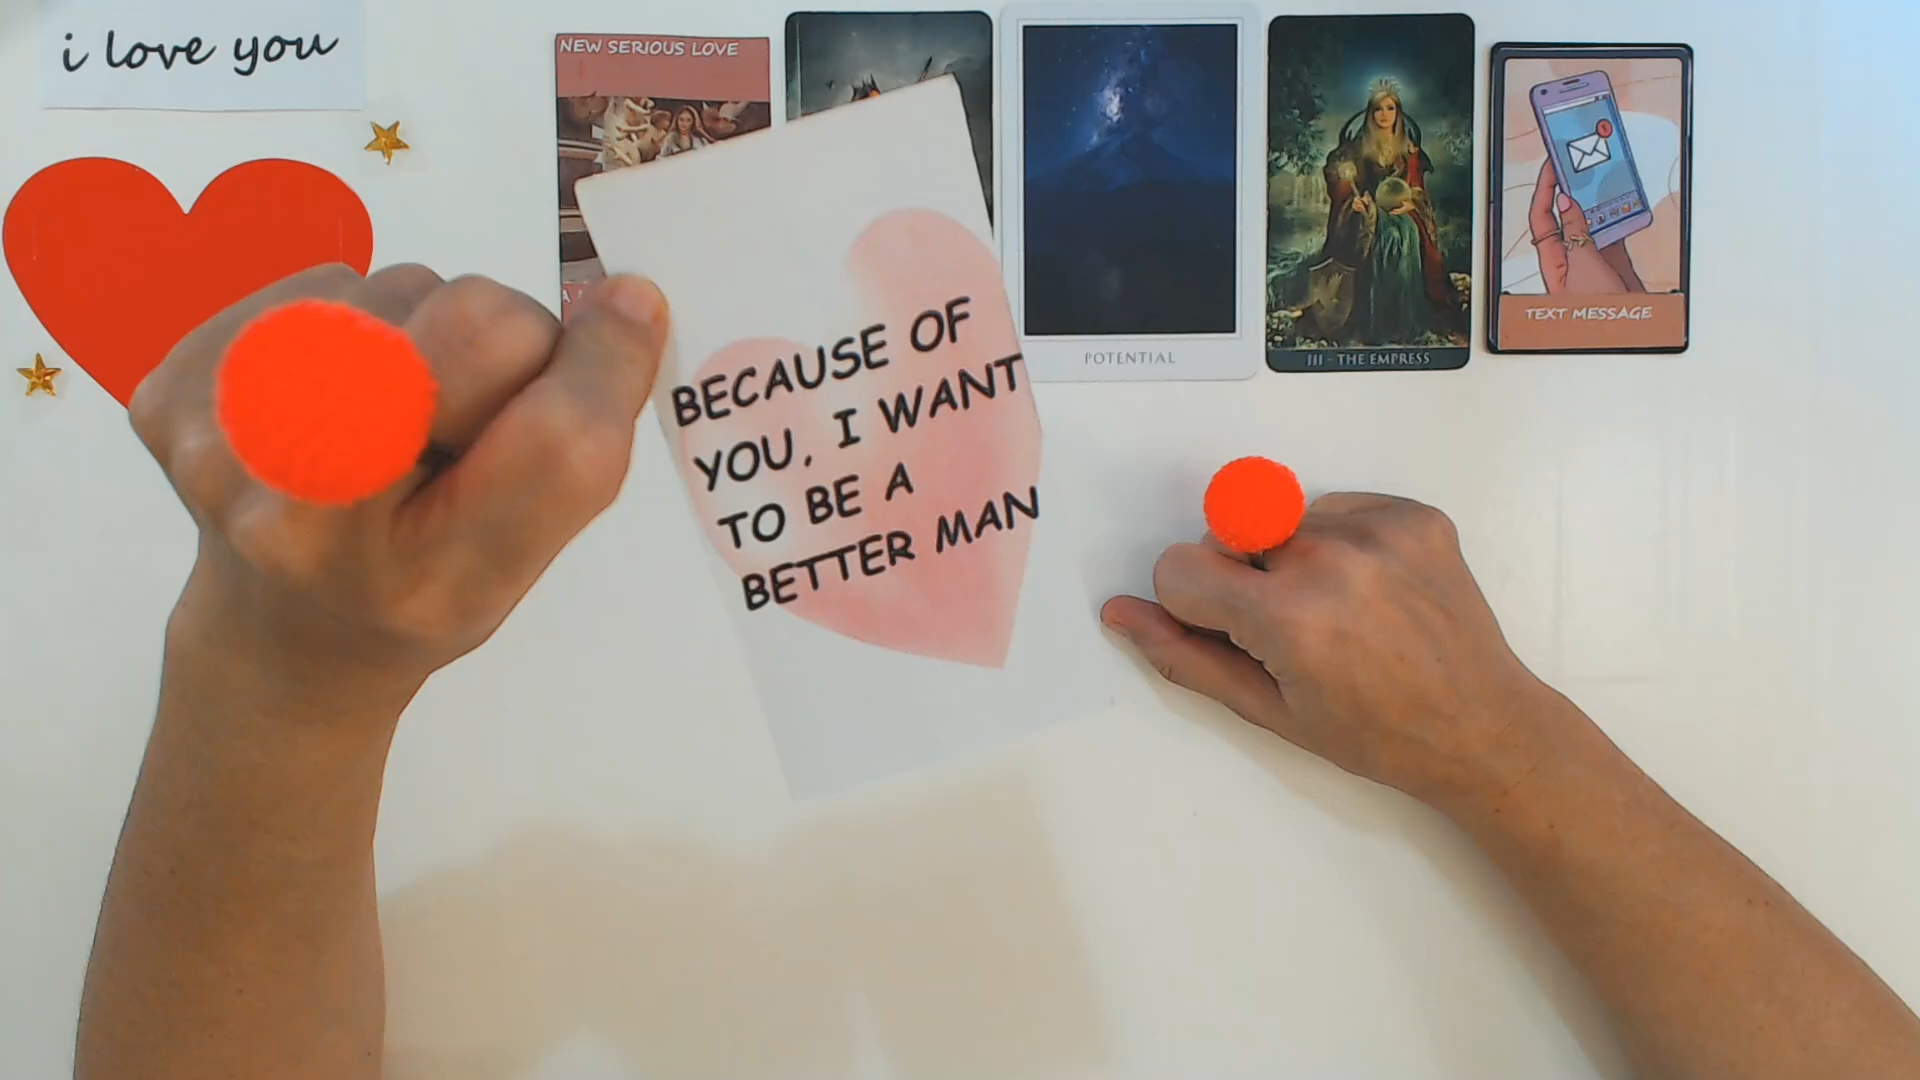 i love you
NEW SERIOUS LOVE
BECAUSE OF
YOU, I WANT
TO BE A
BETTER MAN
POTENTIAL
III - THE EMPRESS
TEXT MESSAGE